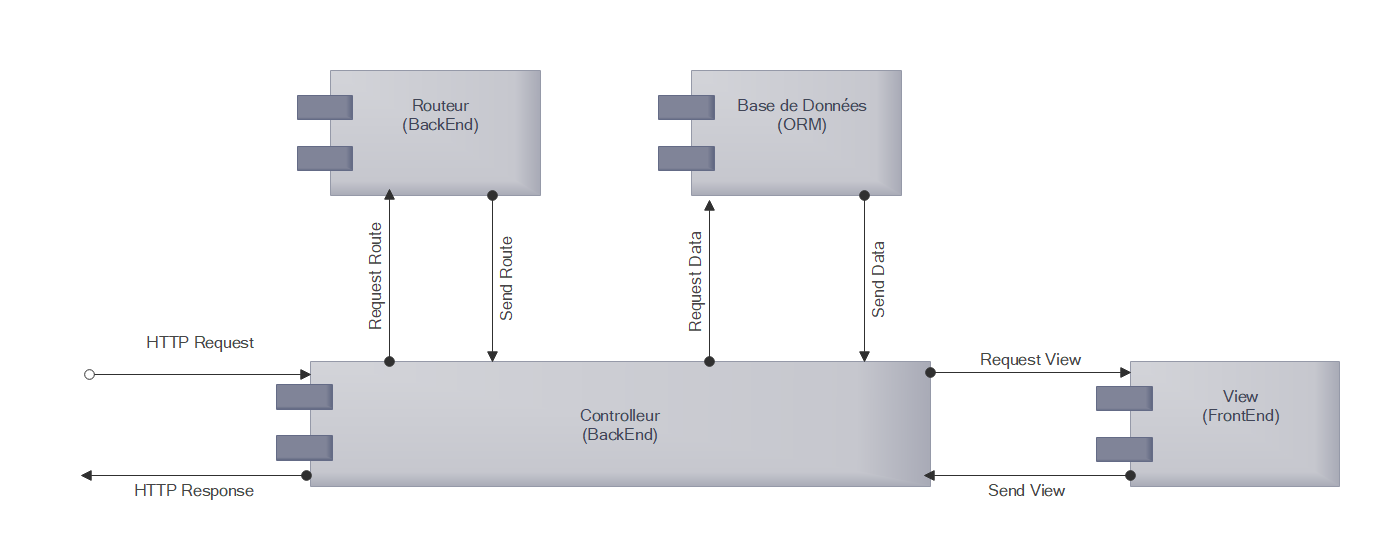 Routeur
(BackEnd)
Base de Données
(ORM)
Request Route
Send Route
Request Data
Send Data
HTTP Request
Request View
Controlleur
(BackEnd)
View
(FrontEnd)
HTTP Response
Send View